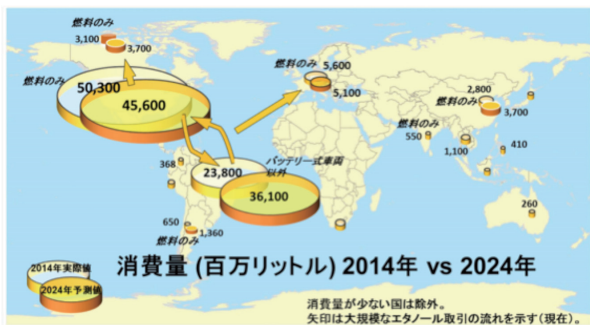 燃料のみ
3,100
3,700
燃料のみ
50,300
45,600
燃料のみ 5,600
5,100
2,800
燃料のみ
3,700
燃料のみ
550
1,100
410
368
バッテリー式車両
以外
23,800
36,100
260
650
1,360
燃料のみ
2014年実際値
2024年予測値
消費量 (百万リットル) 2014年 vs 2024年
消費量が少ない国は除外。
矢印は大規模なエタノール取引の流れを示す(現在)。